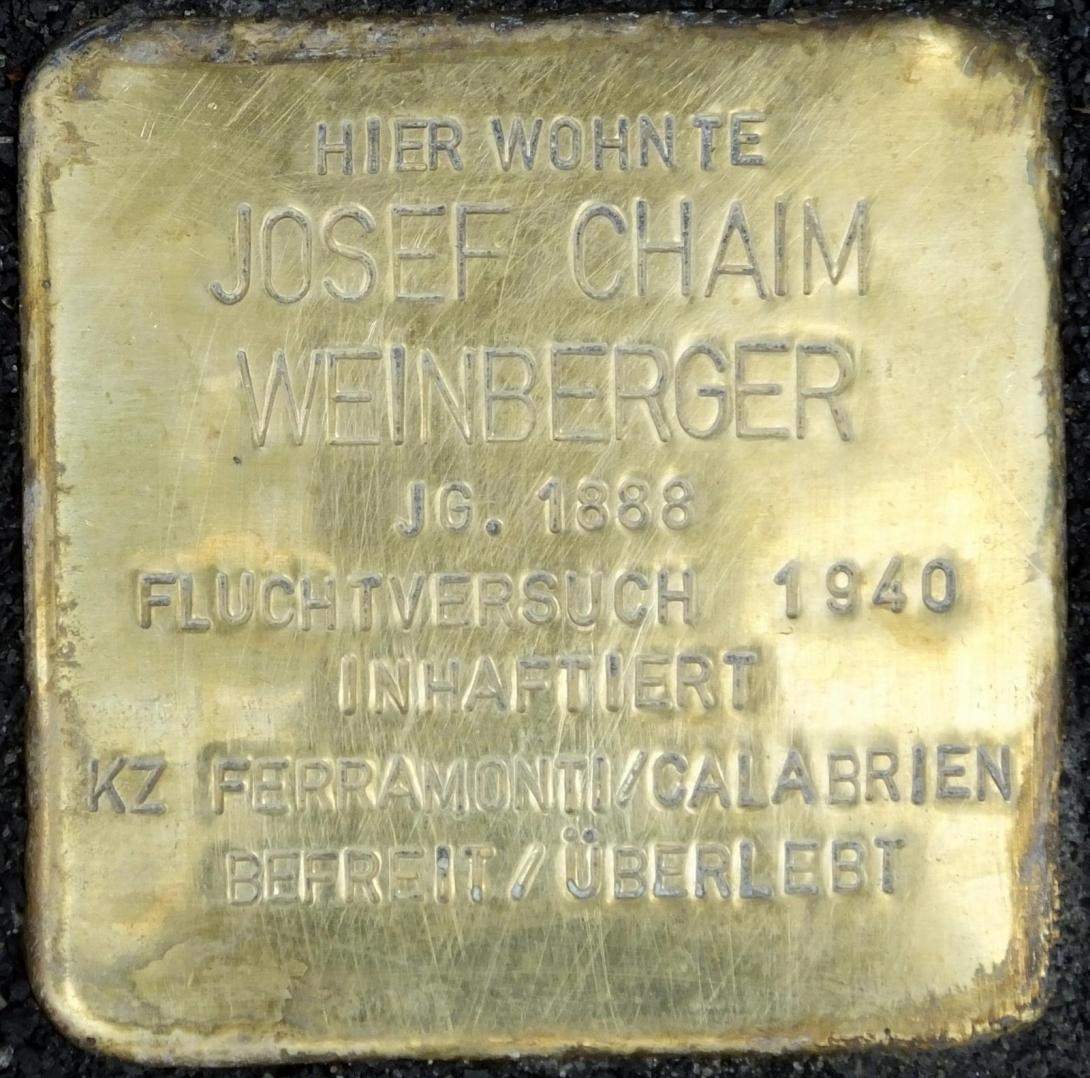 HIER WOHNTE
JOSEF CHAIM
WEINBERGER
JG. 1888
FLUCHTVERSUCH 1940
INHAFTIERT
KZ FERRAMONTI/CALABRIEN
BEFREIT/ÜBERLEBT